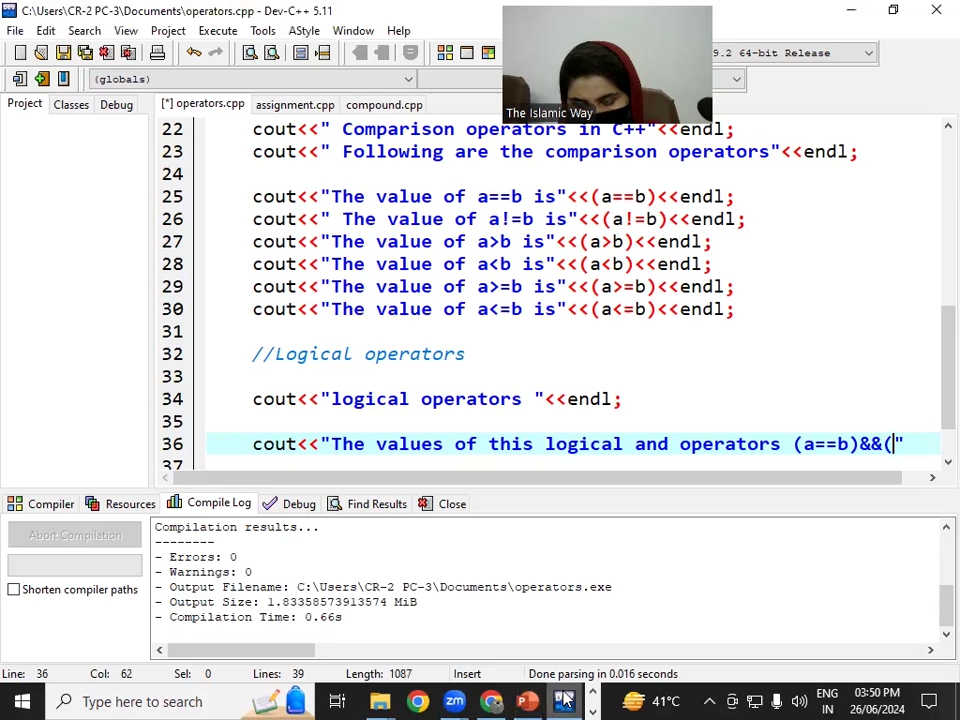 C:\Users\CR-2 PC-3\Documents\operators.cpp - Dev-C++ 5.11
File Edit Search View Project Execute Tools AStyle Window Help
9.2 64-bit Release
(globals)
The Islamic Way
Project Classes Debug
[*] operators.cpp assignment.cpp compound.cpp
22 cout<<" Comparison operators in C++"<<endl;
23 cout<<" Following are the comparison operators"<<endl;
24
25 cout<<"The value of a==b is"<<(a==b)<<endl;
26 cout<<" The value of a!=b is"<<(a!=b)<<endl;
27 cout<<"The value of a>b is"<<(a>b)<<endl;
28 cout<<"The value of a<b is"<<(a<b)<<endl;
29 cout<<"The value of a>=b is"<<(a>=b)<<endl;
30 cout<<"The value of a<=b is"<<(a<=b)<<endl;
31
32 //Logical operators
33
34 cout<<"logical operators "<<endl;
35
36 cout<<"The values of this logical and operators (a==b)&&("
37
Compiler Resources Compile Log Debug Find Results Close
Abort Compilation
Shorten compiler paths
Compilation results...
--------
- Errors: 0
- Warnings: 0
- Output Filename: C:\Users\CR-2 PC-3\Documents\operators.exe
- Output Size: 1.83358573913574 MiB
- Compilation Time: 0.66s
Line: 36 Col: 62 Sel: 0 Lines: 39 Length: 1087 Insert Done parsing in 0.016 seconds
Type here to search
zm
41°C
ENG
IN
03:50 PM
26/06/2024